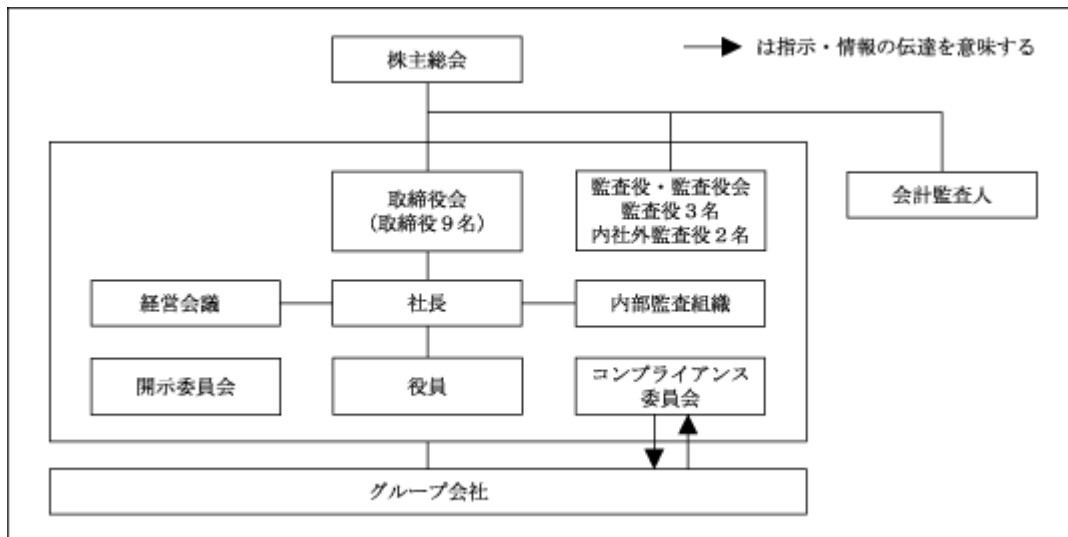 株主総会
は指示・情報の伝達を意味する
取締役会
(取締役9名)
監査役・監査役会
監査役3名
内社外監査役2名
会計監査人
経営会議
社長
内部監査組織
開示委員会
役員
コンプライアンス
委員会
グループ会社